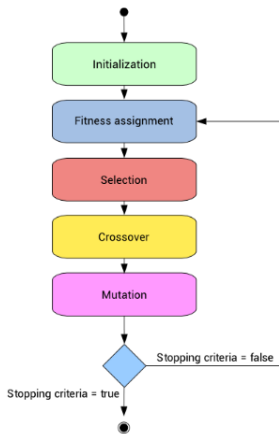 Initialization
Fitness assignment
Selection
Crossover
Mutation
Stopping criteria = false
Stopping criteria = true